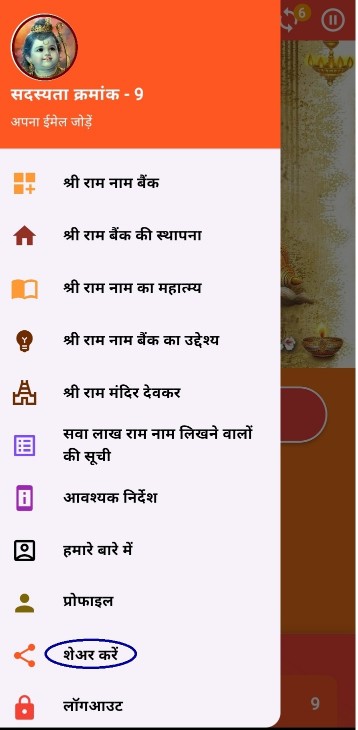 6
सदस्यता क्रमांक - 9
अपना ईमेल जोड़ें
श्री राम नाम बैंक
श्री राम बैंक की स्थापना
श्री राम नाम का महात्म्य
श्री राम नाम बैंक का उद्देश्य
श्री राम मंदिर देवकर
सवा लाख राम नाम लिखने वालों
की सूची
आवश्यक निर्देश
हमारे बारे में
प्रोफाइल
शेअर करें
लॉगआउट
9